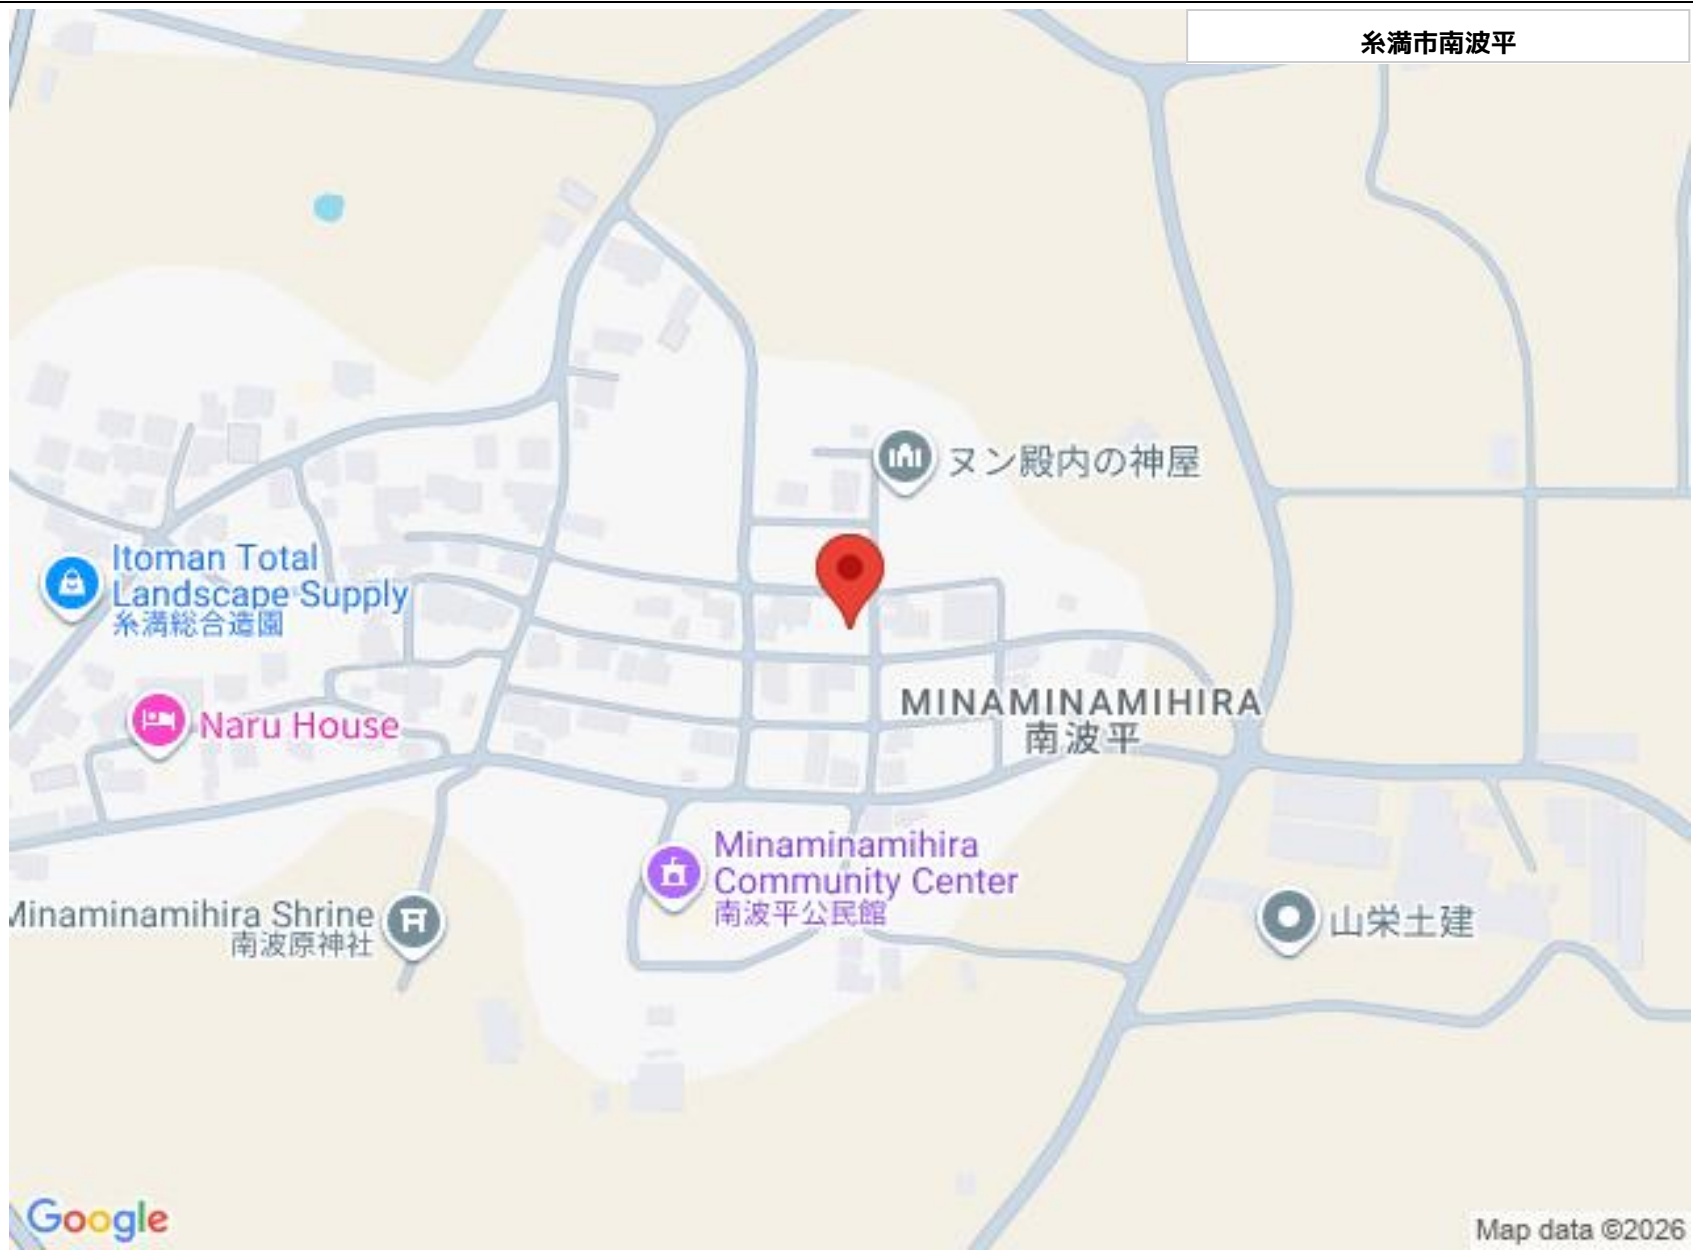 糸満市南波平
ヌン殿内の神屋
Itoman Total
Landscape Supply
糸満総合造園
MINAMINAMIHIRA
南波平
Naru House
Minaminamihira
Community Center
南波平公民館
Minaminamihira Shrine
南波原神社
山栄土建
Google
Map data ©2026